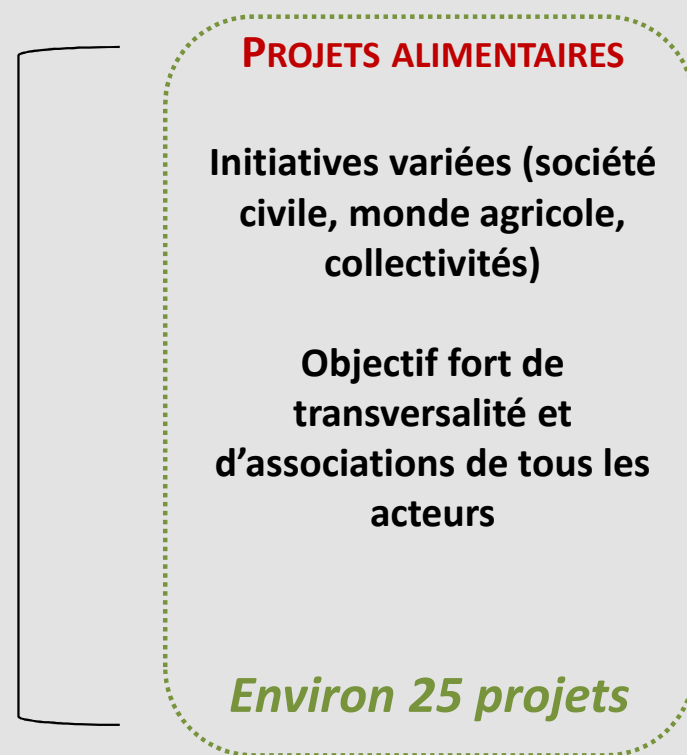 PROJETS ALIMENTAIRES
Initiatives variées (société
civile, monde agricole,
collectivités)
Objectif fort de
transversalité et
d’associations de tous les
acteurs
Environ 25 projets